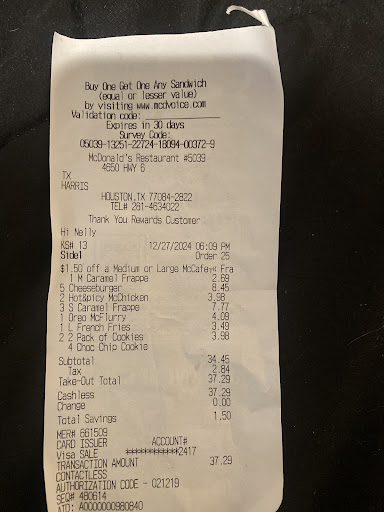 Buy One Get One Any Sandwich
(equal or lesser value)
by visiting www.mcdvoice.com
Validation code: ____________
Expires in 30 days
Survey Code:
05039-13251-22724-18094-00372-9
McDonald's Restaurant #5039
4650 HWY 6
TX
HARRIS
HOUSTON,TX 77084-2822
TEL# 281-4634022
Thank You Rewards Customer
Hi Nelly
KS# 13 12/27/2024 06:09 PM
Side1 Order 25
$1.50 off a Medium or Large McCafe™ Fra
1 M Caramel Frappe 2.69
5 Cheeseburger 8.45
2 Hot&picy McChicken 3.98
3 S Caramel Frappe 7.77
1 Oreo McFlurry 4.09
1 L French Fries 3.49
2 2 Pack of Cookies 3.98
4 Choc Chip Cookie
Subtotal 34.45
Tax 2.84
Take-Out Total 37.29
Cashless 37.29
Change 0.00
Total Savings 1.50
MER# 661509
CARD ISSUER ACCOUNT#
Visa SALE ************2417
TRANSACTION AMOUNT 37.29
CONTACTLESS
AUTHORIZATION CODE - 021219
SEQ# 480614
AID: A0000000980840